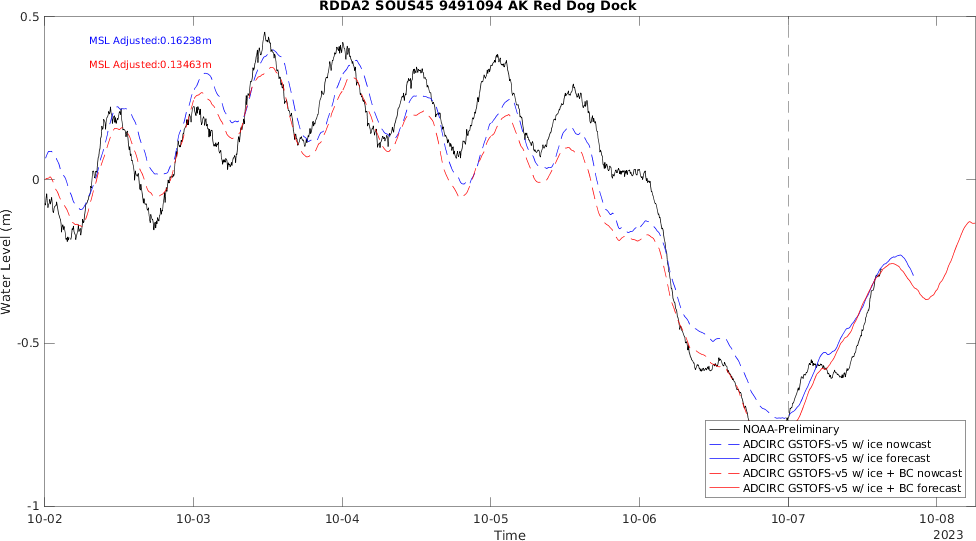 RDDA2 SOUS45 9491094 AK Red Dog Dock
MSL Adjusted:0.16238m
MSL Adjusted:0.13463m
0.5
0
-0.5
-1
Water Level (m)
NOAA-Preliminary
ADCIRC GSTOFS-v5 w/ ice nowcast
ADCIRC GSTOFS-v5 w/ ice forecast
ADCIRC GSTOFS-v5 w/ ice + BC nowcast
ADCIRC GSTOFS-v5 w/ ice + BC forecast
10-02 10-03 10-04 10-05 10-06 10-07 10-08
Time
2023